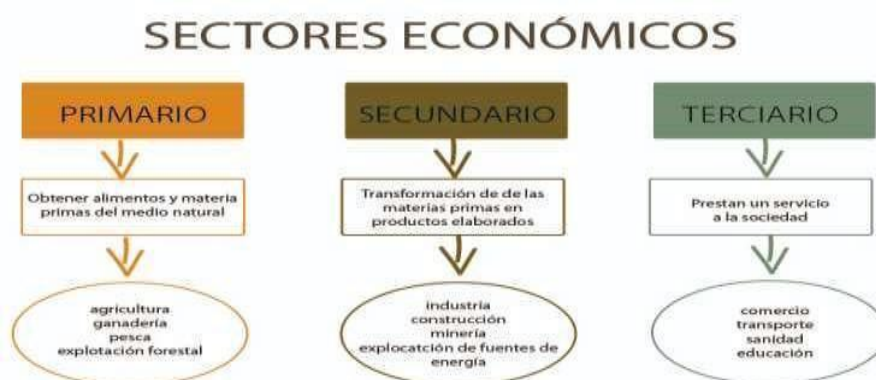 SECTORES ECONÓMICOS
PRIMARIO
Obtener alimentos y materia
primas del medio natural
agricultura
ganadería
pesca
explotación forestal
SECUNDARIO
Transformación de de las
materias primas en
productos elaborados
industria
construcción
minería
explocatción de fuentes de
energía
TERCIARIO
Prestan un servicio
a la sociedad
comercio
transporte
sanidad
educación